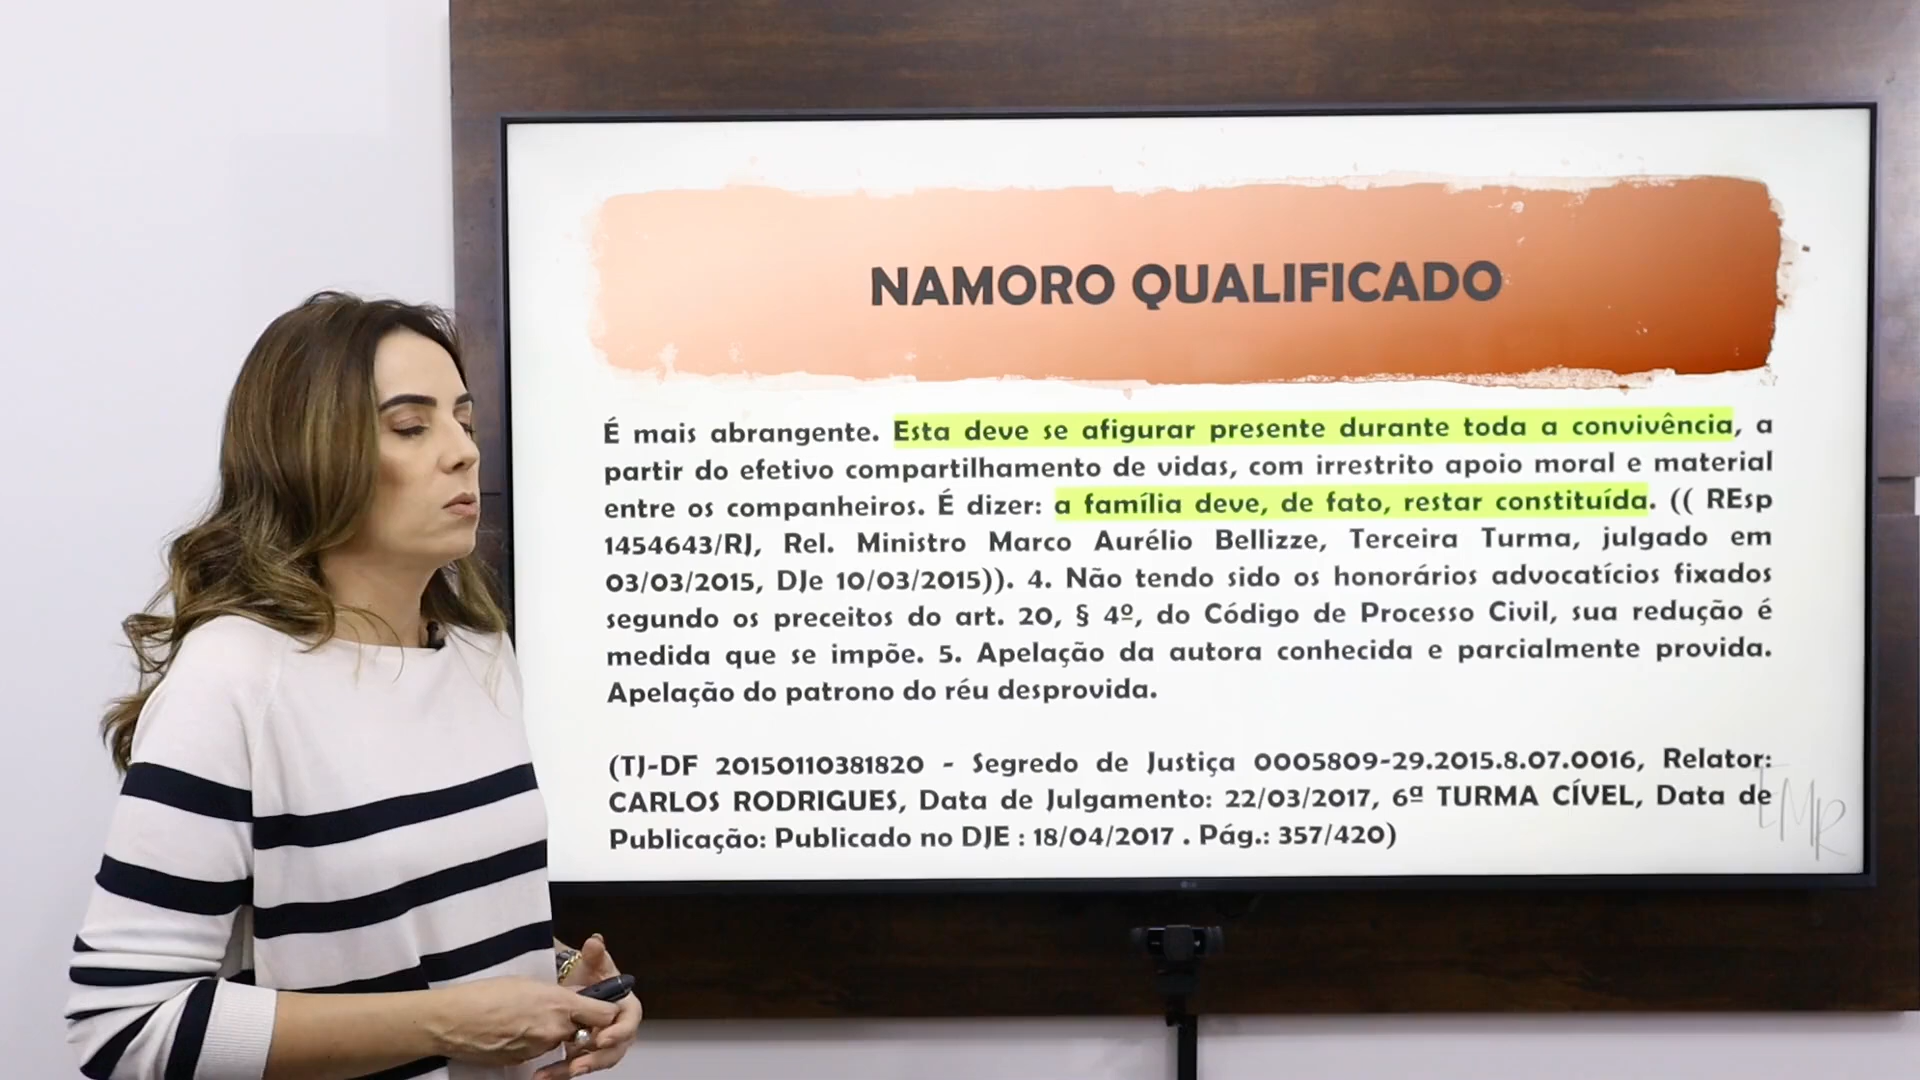 NAMORO QUALIFICADO
É mais abrangente. Esta deve se afigurar presente durante toda a convivência, a
partir do efetivo compartilhamento de vidas, com irrestrito apoio moral e material
entre os companheiros. É dizer: a família deve, de fato, restar constituída. (( REsp
1454643/RJ, Rel. Ministro Marco Aurélio Bellizze, Terceira Turma, julgado em
03/03/2015, DJe 10/03/2015)). 4. Não tendo sido os honorários advocatícios fixados
segundo os preceitos do art. 20, § 4º, do Código de Processo Civil, sua redução é
medida que se impõe. 5. Apelação da autora conhecida e parcialmente provida.
Apelação do patrono do réu desprovida.
(TJ-DF 20150110381820 - Segredo de Justiça 0005809-29.2015.8.07.0016, Relator:
CARLOS RODRIGUES, Data de Julgamento: 22/03/2017, 6ª TURMA CÍVEL, Data de
Publicação: Publicado no DJE : 18/04/2017 . Pág.: 357/420)
EMR
LG